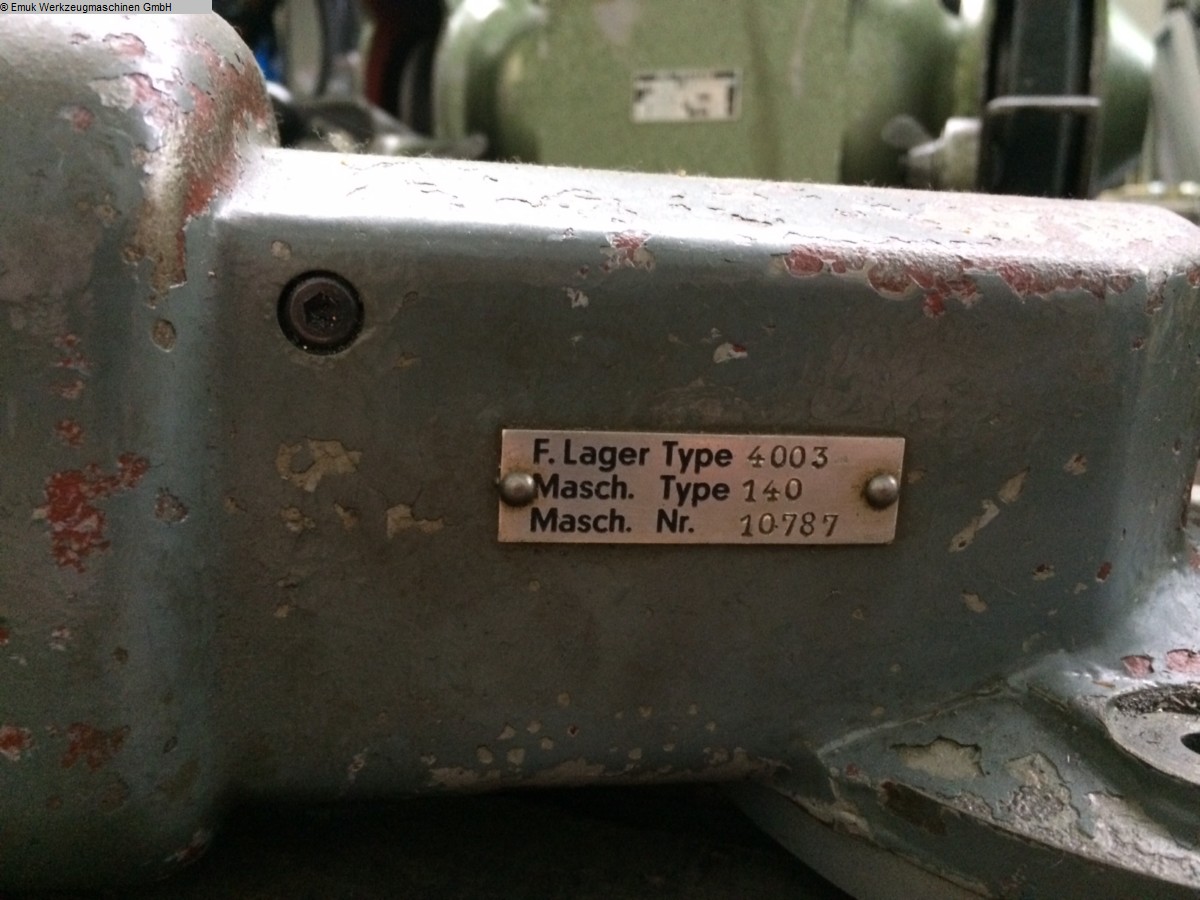 © Emuk Werkzeugmaschinen GmbH
F. Lager Type 4003
Masch. Type 140
Masch. Nr. 10787